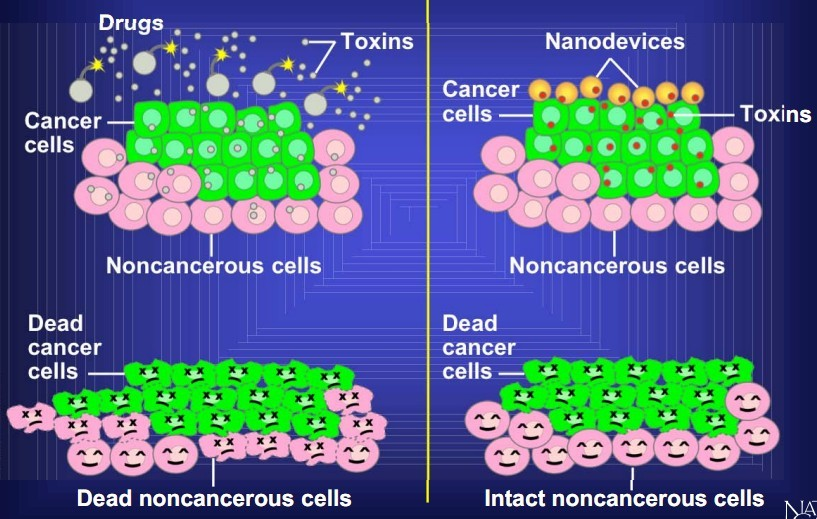 Drugs
Toxins
Cancer
cells
Noncancerous cells
Dead
cancer
cells
Dead noncancerous cells
Nanodevices
Cancer
cells
Toxins
Noncancerous cells
Dead
cancer
cells
Intact noncancerous cells